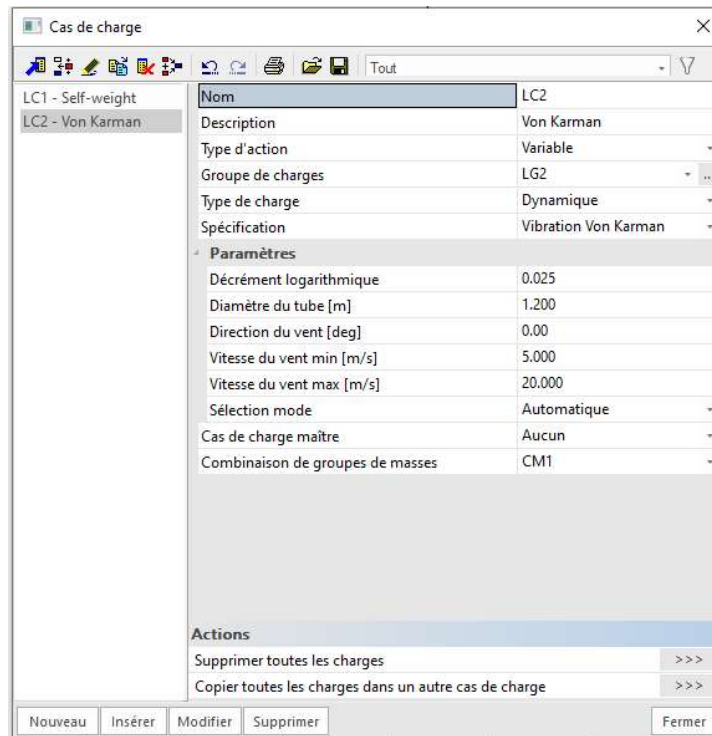 Cas de charge
Tout
LC1 - Self-weight
LC2 - Von Karman
Nom LC2
Description Von Karman
Type d'action Variable
Groupe de charges LG2 ...
Type de charge Dynamique
Spécification Vibration Von Karman
Paramètres
Décrément logarithmique 0.025
Diamètre du tube [m] 1.200
Direction du vent [deg] 0.00
Vitesse du vent min [m/s] 5.000
Vitesse du vent max [m/s] 20.000
Sélection mode Automatique
Cas de charge maître Aucun
Combinaison de groupes de masses CM1
Actions
Supprimer toutes les charges >>>
Copier toutes les charges dans un autre cas de charge >>>
Nouveau Insérer Modifier Supprimer Fermer